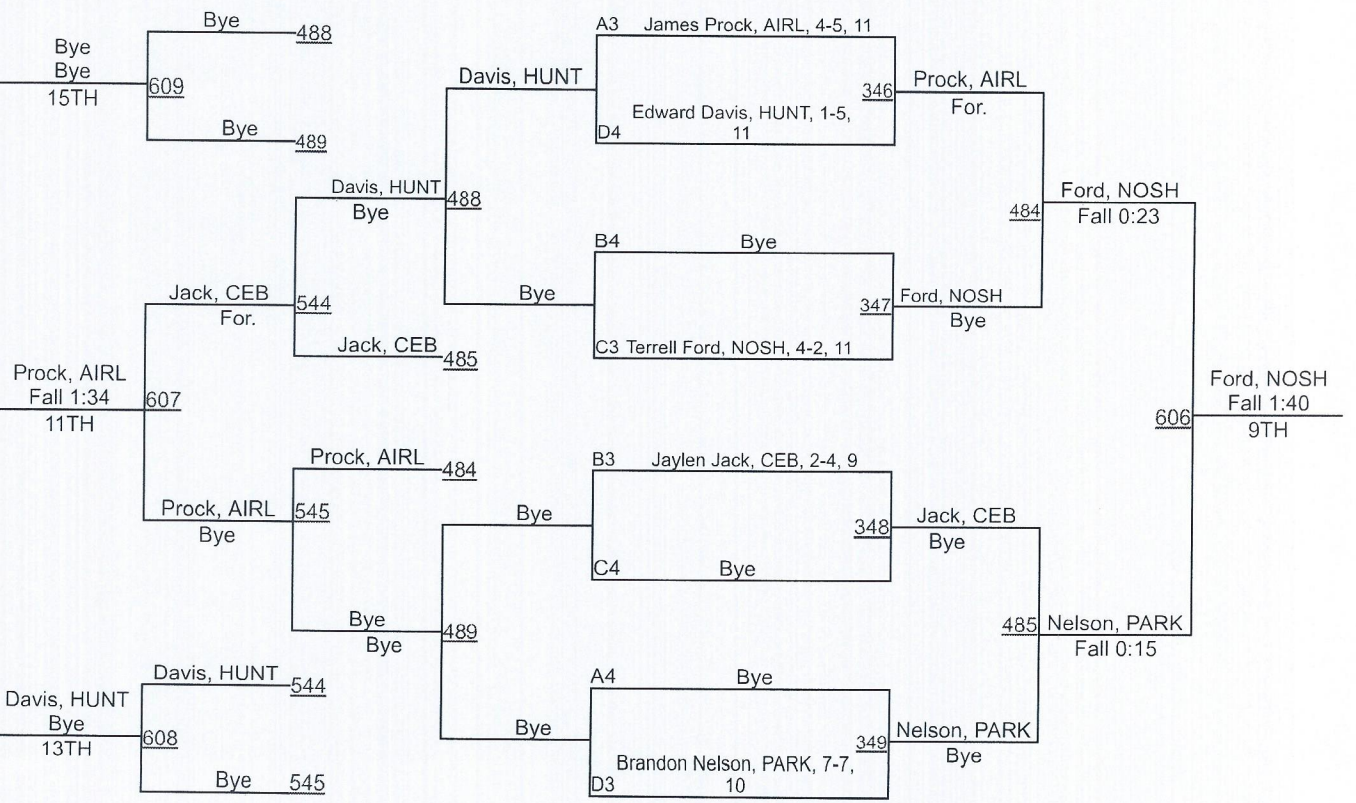 Bye
488
Bye
Bye
15TH
609
Bye
489
A3 James Prock, AIRL, 4-5, 11
Davis, HUNT
346
Prock, AIRL
For.
Edward Davis, HUNT, 1-5,
D4 11
Davis, HUNT
Bye
488
Ford, NOSH
Fall 0:23
484
B4 Bye
Jack, CEB
For.
544
Bye
347
Ford, NOSH
Bye
Jack, CEB
485
C3 Terrell Ford, NOSH, 4-2, 11
Prock, AIRL
Fall 1:34
11TH
607
Ford, NOSH
Fall 1:40
9TH
606
Prock, AIRL
484
B3 Jaylen Jack, CEB, 2-4, 9
Prock, AIRL
Bye
545
Bye
348
Jack, CEB
Bye
C4 Bye
Bye
Bye
489
485
Nelson, PARK
Fall 0:15
Davis, HUNT
544
A4 Bye
Davis, HUNT
Bye
13TH
608
Bye
349
Nelson, PARK
Bye
Brandon Nelson, PARK, 7-7,
D3 10
Bye
545